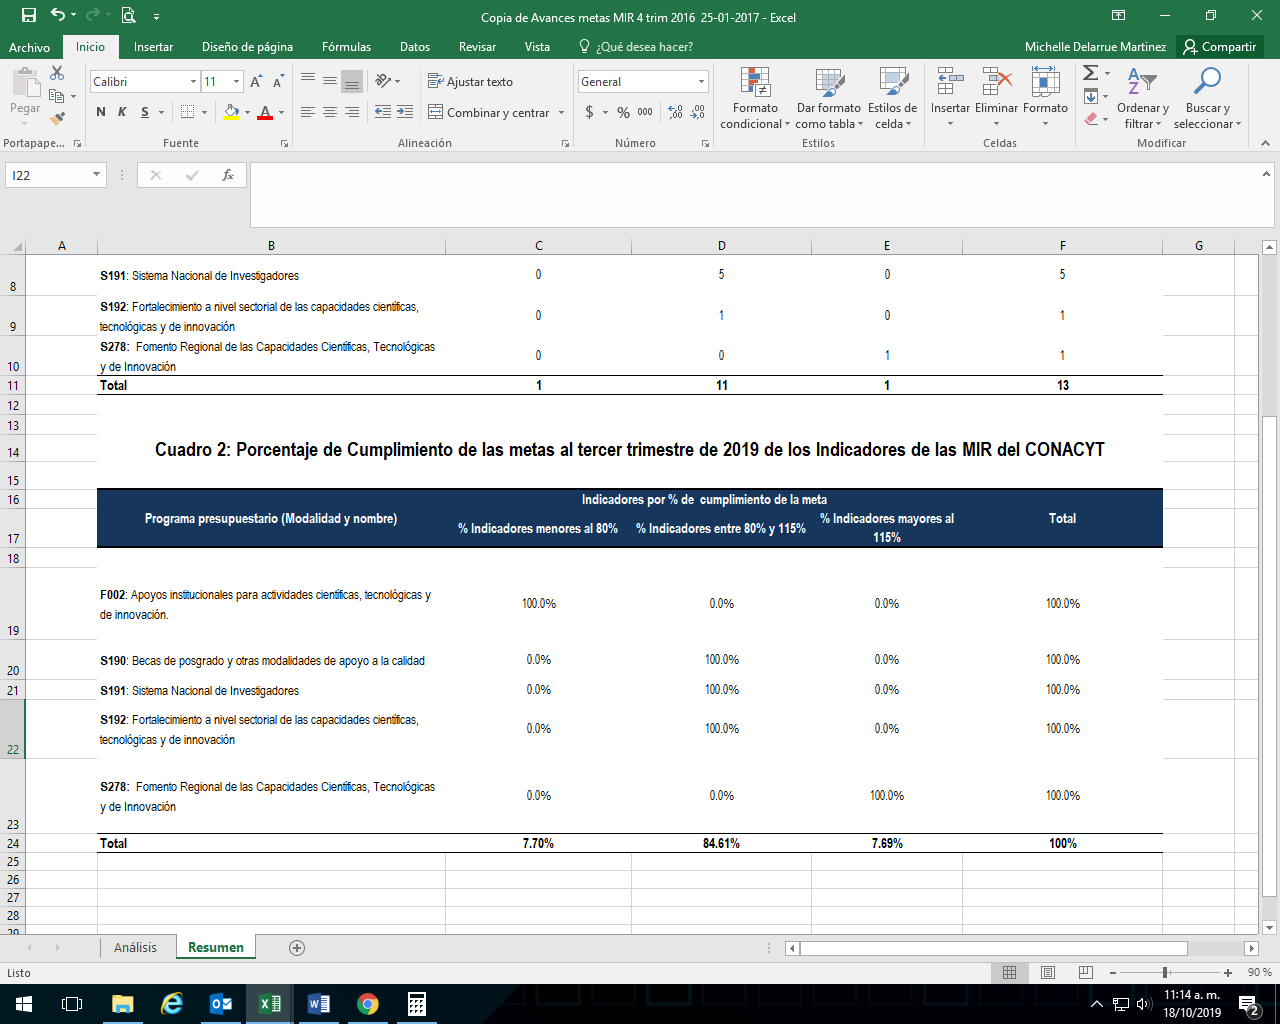 Copia de Avances metas MIR 4 trim 2016  25-01-2017 - Excel
Archivo Inicio Insertar Diseño de página Fórmulas Datos Revisar Vista ¿Qué desea hacer? Michelle Delarrue Martinez Compartir
Pegar Calibri 11 Ajustar texto General Formato condicional Dar formato como tabla Estilos de celda Insertar Eliminar Formato Ordenar y filtrar Buscar y seleccionar
N K S Combinar y centrar $ % 000
Portapape... Fuente Alineación Número Estilos Celdas Modificar
I22 fx
A B C D E F G
8 S191: Sistema Nacional de Investigadores 0 5 0 5
9 S192: Fortalecimiento a nivel sectorial de las capacidades científicas, tecnológicas y de innovación 0 1 0 1
10 S278:  Fomento Regional de las Capacidades Científicas, Tecnológicas y de Innovación 0 0 1 1
11 Total 1 11 1 13
12
13
14 Cuadro 2: Porcentaje de Cumplimiento de las metas al tercer trimestre de 2019 de los Indicadores de las MIR del CONACYT
15
16 Indicadores por % de  cumplimiento de la meta
17 Programa presupuestario (Modalidad y nombre) % Indicadores menores al 80% % Indicadores entre 80% y 115% % Indicadores mayores al 115% Total
18
19 F002: Apoyos institucionales para actividades científicas, tecnológicas y de innovación. 100.0% 0.0% 0.0% 100.0%
20 S190: Becas de posgrado y otras modalidades de apoyo a la calidad 0.0% 100.0% 0.0% 100.0%
21 S191: Sistema Nacional de Investigadores 0.0% 100.0% 0.0% 100.0%
22 S192: Fortalecimiento a nivel sectorial de las capacidades científicas, tecnológicas y de innovación 0.0% 100.0% 0.0% 100.0%
23 S278:  Fomento Regional de las Capacidades Científicas, Tecnológicas y de Innovación 0.0% 0.0% 100.0% 100.0%
24 Total 7.70% 84.61% 7.69% 100%
25
26
27
28
29
Análisis Resumen
Listo 90 %
11:14 a. m.
18/10/2019
2